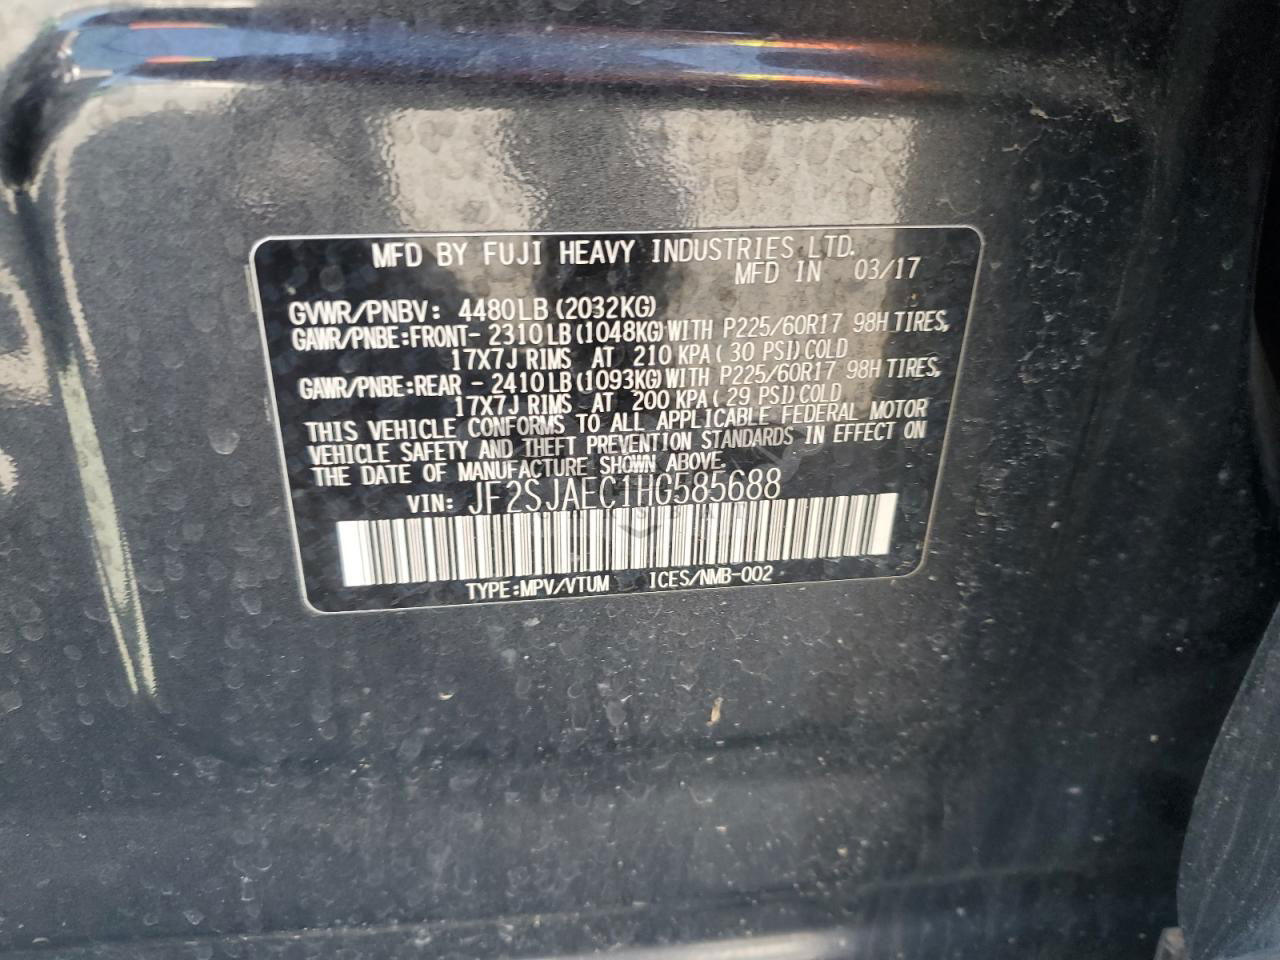 MFD BY FUJI HEAVY INDUSTRIES LTD.
MFD IN 03/17
GVWR/PNBV: 4480LB (2032KG)
GAWR/PNBE:FRONT- 2310LB (1048KG) WITH P225/60R17 98H TIRES,
17X7J RIMS AT 210 KPA ( 30 PSI) COLD
GAWR/PNBE:REAR - 2410LB (1093KG) WITH P225/60R17 98H TIRES,
17X7J RIMS AT 200 KPA ( 29 PSI) COLD
THIS VEHICLE CONFORMS TO ALL APPLICABLE FEDERAL MOTOR
VEHICLE SAFETY AND THEFT PREVENTION STANDARDS IN EFFECT ON
THE DATE OF MANUFACTURE SHOWN ABOVE.
VIN: JF2SJAEC1HG585688
TYPE:MPV/VTUM ICES/NMB-002